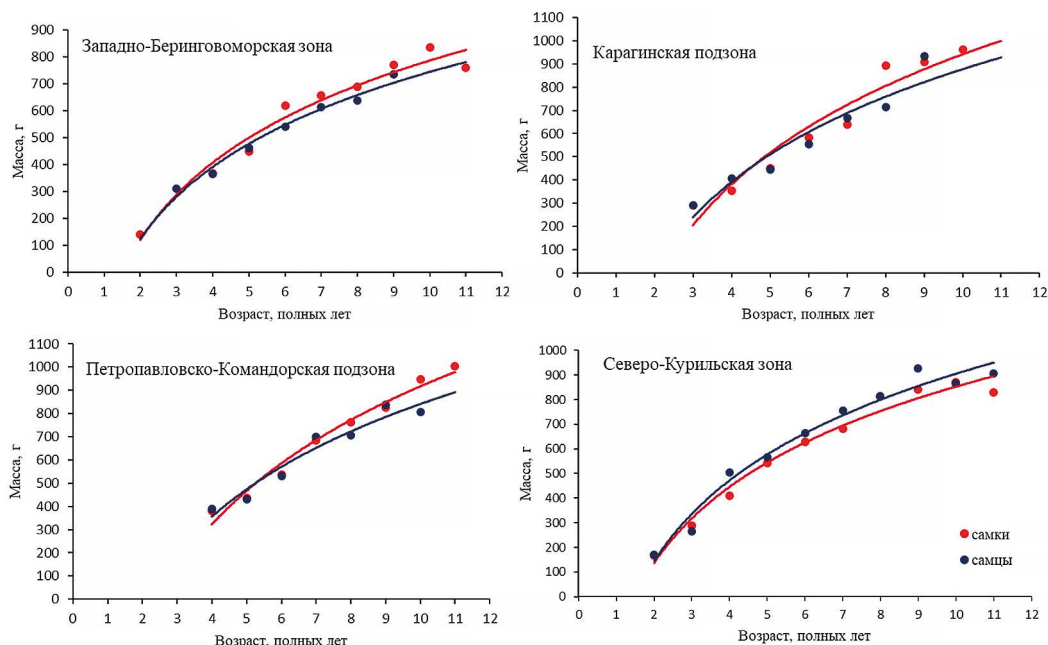 Западно-Беринговоморская зона
Масса, г
900
800
700
600
500
400
300
200
100
0
0 1 2 3 4 5 6 7 8 9 10 11 12
Возраст, полных лет
Карагинская подзона
Масса, г
1100
1000
900
800
700
600
500
400
300
200
100
0
0 1 2 3 4 5 6 7 8 9 10 11 12
Возраст, полных лет
Петропавловско-Командорская подзона
Масса, г
1100
1000
900
800
700
600
500
400
300
200
100
0
0 1 2 3 4 5 6 7 8 9 10 11 12
Возраст, полных лет
Северо-Курильская зона
Масса, г
1000
900
800
700
600
500
400
300
200
100
0
0 1 2 3 4 5 6 7 8 9 10 11 12
Возраст, полных лет
самки
самцы